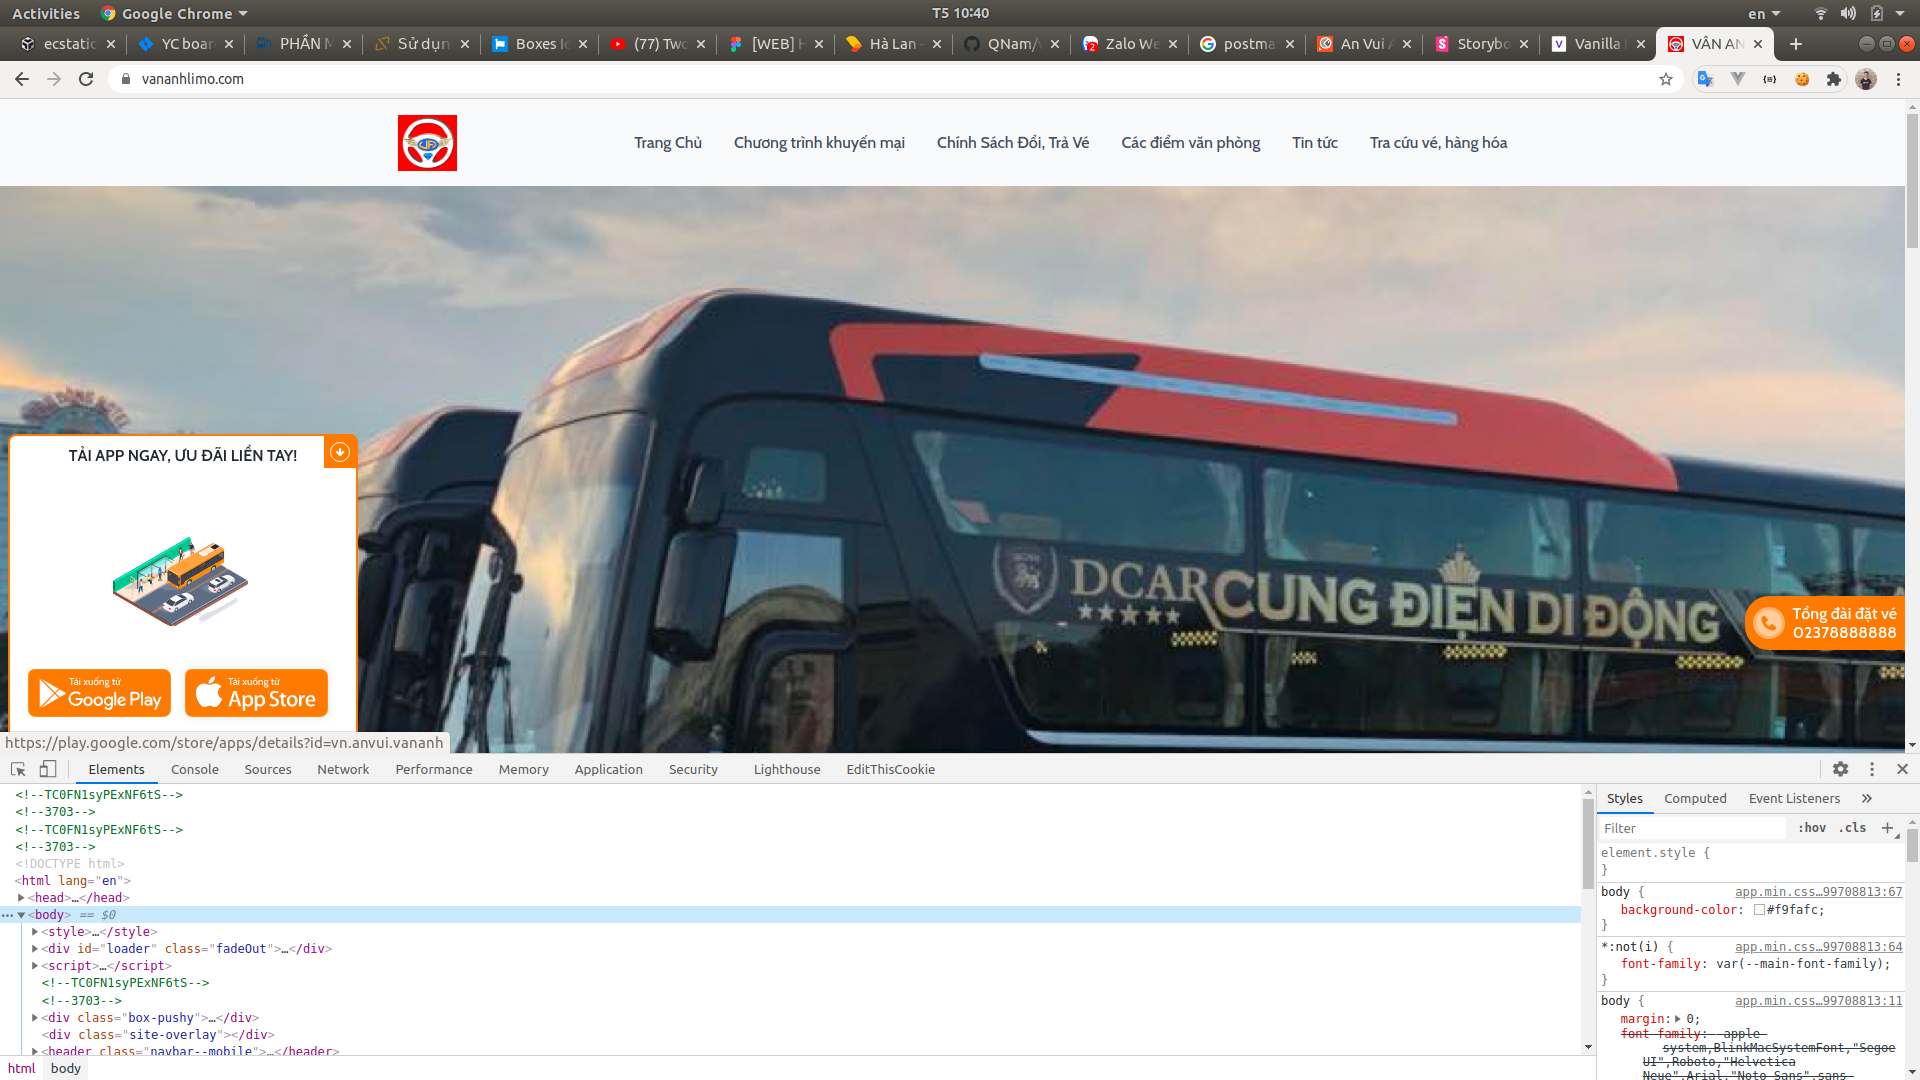 Activities
Google Chrome
T5 10:40
en
ecstatic
YC boar
PHẦN M
Sử dụn
Boxes Ic
(77) Two
[WEB] H
Hà Lan -
QNam/
Zalo We
postma
An Vui A
Storybo
Vanilla L
VÂN AN
vananhlimo.com
Trang Chủ
Chương trình khuyến mại
Chính Sách Đổi, Trả Vé
Các điểm văn phòng
Tin tức
Tra cứu vé, hàng hóa
TẢI APP NGAY, ƯU ĐÃI LIỀN TAY!
DCAR
CUNG ĐIỆN DI ĐỘNG
Tổng đài đặt vé
02378888888
Tải xuống từ
Google Play
Tải xuống từ
App Store
https://play.google.com/store/apps/details?id=vn.anvui.vananh
Elements
Console
Sources
Network
Performance
Memory
Application
Security
Lighthouse
EditThisCookie
<!--TC0FN1syPExNF6tS-->
<!--3703-->
<!--TC0FN1syPExNF6tS-->
<!--3703-->
<!DOCTYPE html>
<html lang="en">
<head>…</head>
<body> == $0
<style>…</style>
<div id="loader" class="fadeOut">…</div>
<script>…</script>
<!--TC0FN1syPExNF6tS-->
<!--3703-->
<div class="box-pushy">…</div>
<div class="site-overlay"></div>
<header class="navbar--mobile">…</header>
html
body
Styles
Computed
Event Listeners
Filter
:hov
.cls
element.style {
}
body {
app.min.css…99708813:67
background-color: #f9fafc;
}
*:not(i) {
app.min.css…99708813:64
font-family: var(--main-font-family);
}
body {
app.min.css…99708813:11
margin: 0;
font-family: -apple-
system,BlinkMacSystemFont,"Segoe
UI",Roboto,"Helvetica
Neue",Arial,"Noto Sans",sans-